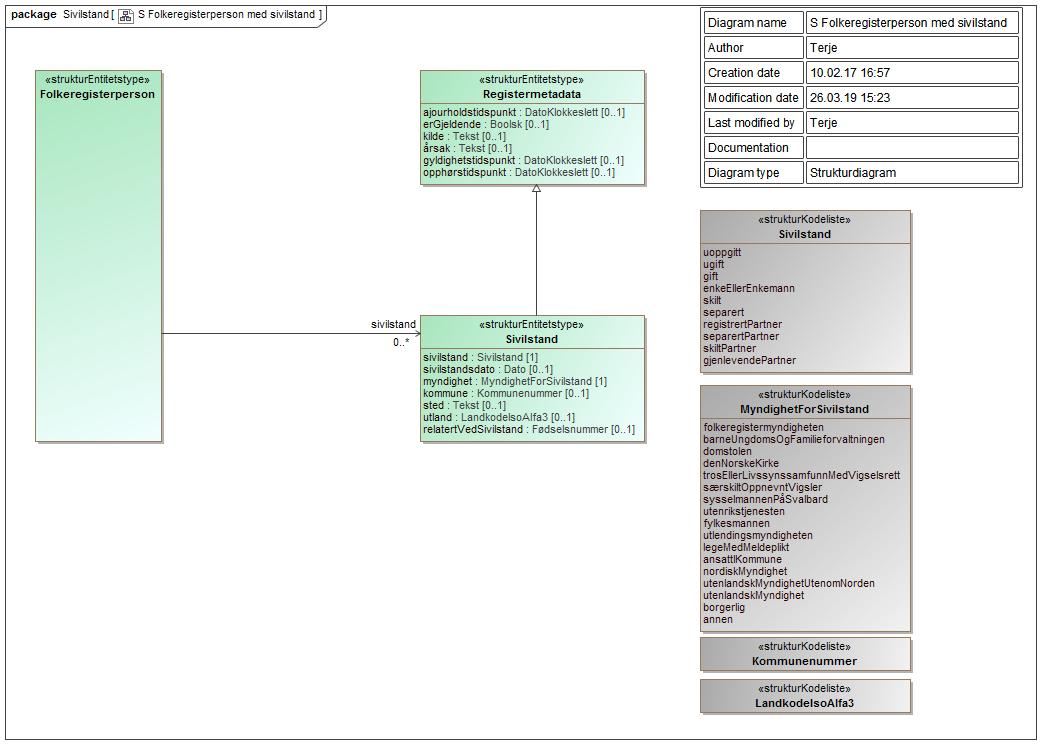 package Sivilstand [ S Folkeregisterperson med sivilstand ]
Diagram name S Folkeregisterperson med sivilstand
Author Terje
Creation date 10.02.17 16:57
Modification date 26.03.19 15:23
Last modified by Terje
Documentation
Diagram type Strukturdiagram
«strukturEntitetstype»
Folkeregisterperson
«strukturEntitetstype»
Registermetadata
ajourholdstidspunkt : DatoKlokkeslett [0..1]
erGjeldende : Boolsk [0..1]
kilde : Tekst [0..1]
årsak : Tekst [0..1]
gyldighetstidspunkt : DatoKlokkeslett [0..1]
opphørstidspunkt : DatoKlokkeslett [0..1]
sivilstand
0..*
«strukturEntitetstype»
Sivilstand
sivilstand : Sivilstand [1]
sivilstandsdato : Dato [0..1]
myndighet : MyndighetForSivilstand [1]
kommune : Kommunenummer [0..1]
sted : Tekst [0..1]
utland : LandkodeIsoAlfa3 [0..1]
relatertVedSivilstand : Fødselsnummer [0..1]
«strukturKodeliste»
Sivilstand
uoppgitt
ugift
gift
enkeEllerEnkemann
skilt
separert
registrertPartner
separertPartner
skiltPartner
gjenlevendePartner
«strukturKodeliste»
MyndighetForSivilstand
folkeregistermyndigheten
barneUngdomsOgFamilieforvaltningen
domstolen
denNorskeKirke
trosEllerLivssynssamfunnMedVigselsrett
særskiltOppnevntVigsler
sysselmannenPåSvalbard
utenrikstjenesten
fylkesmannen
utlendingsmyndigheten
legeMedMeldeplikt
ansattIKommune
nordiskMyndighet
utenlandskMyndighetUtenomNorden
utenlandskMyndighet
borgerlig
annen
«strukturKodeliste»
Kommunenummer
«strukturKodeliste»
LandkodeIsoAlfa3